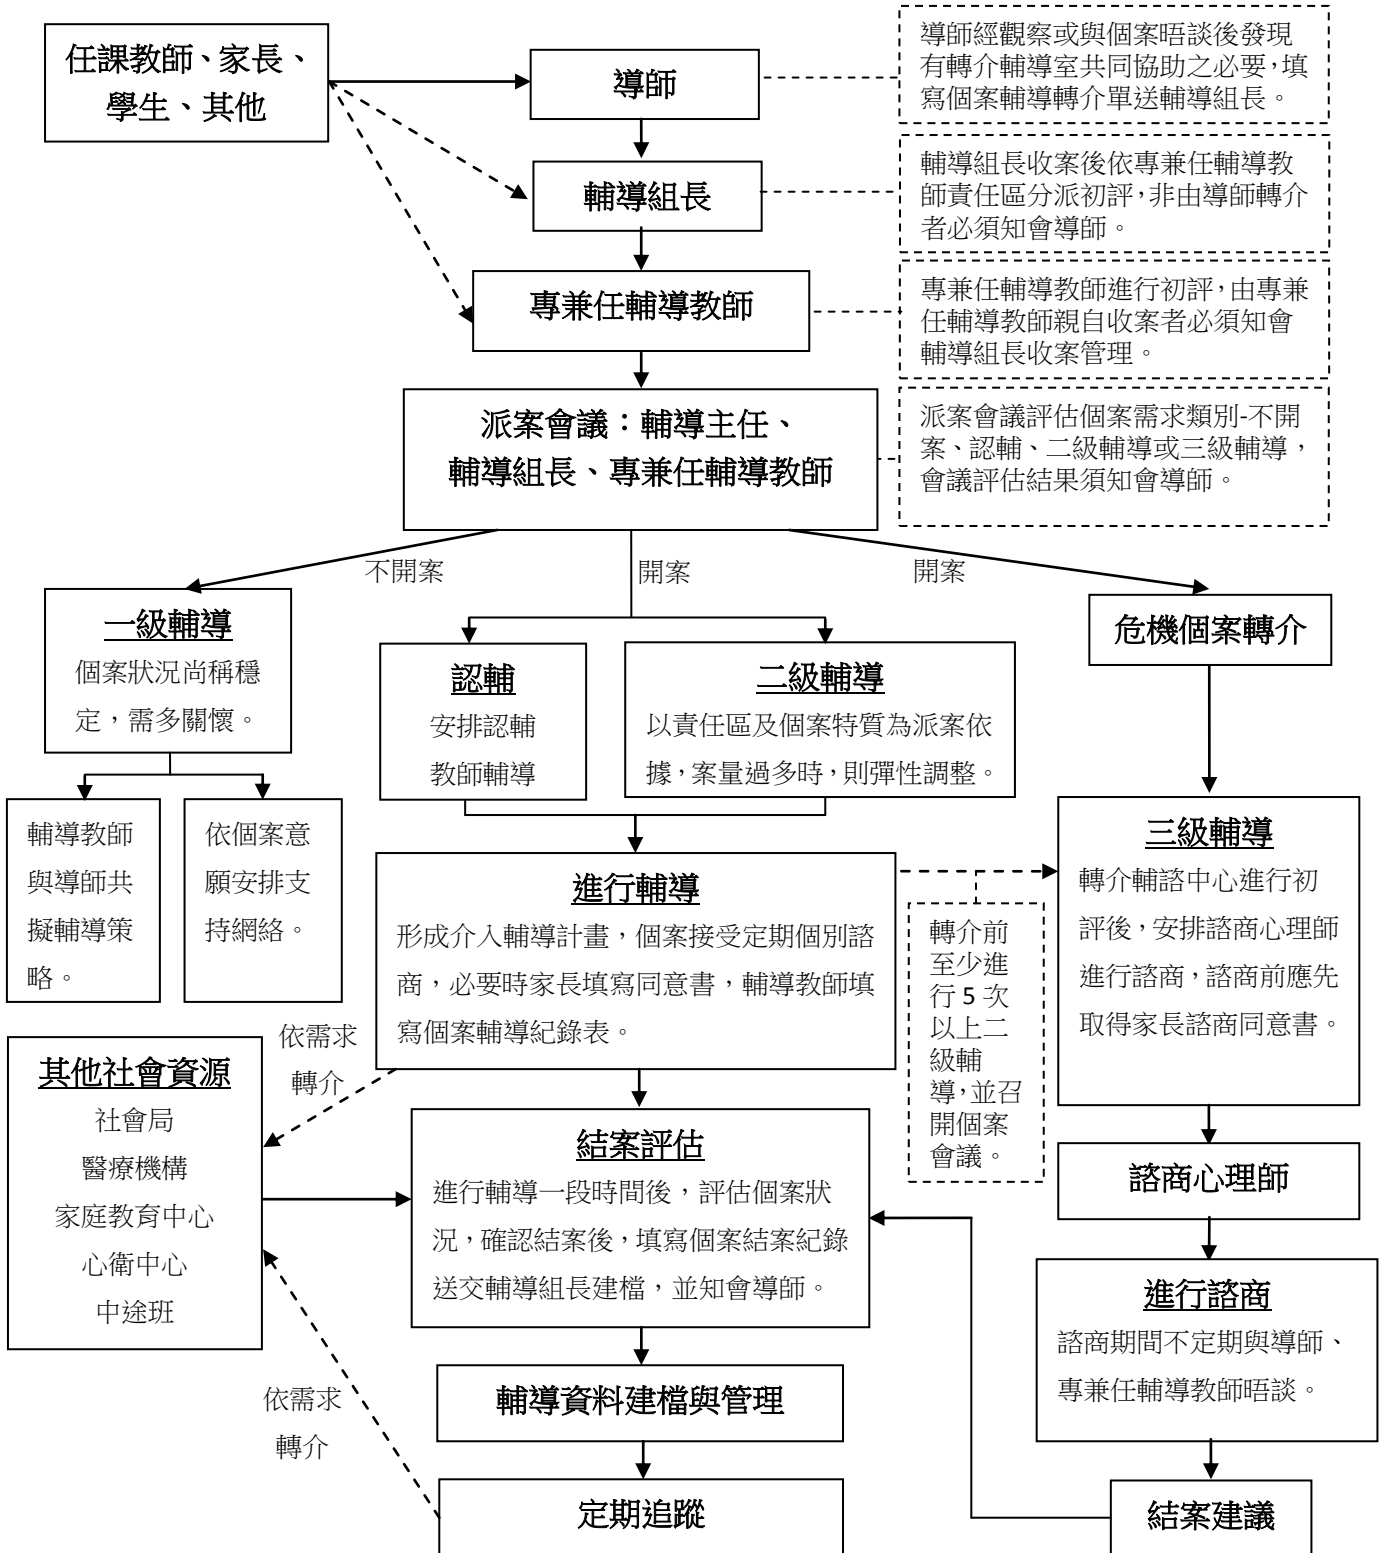 任課教師、家長、
學生、其他
導師
導師經觀察或與個案晤談後發現
有轉介輔導室共同協助之必要,填
寫個案輔導轉介單送輔導組長。
輔導組長
輔導組長收案後依專兼任輔導教
師責任區分派初評,非由導師轉介
者必須知會導師。
專兼任輔導教師
專兼任輔導教師進行初評,由專兼
任輔導教師親自收案者必須知會
輔導組長收案管理。
派案會議:輔導主任、
輔導組長、專兼任輔導教師
派案會議評估個案需求類別-不開
案、認輔、二級輔導或三級輔導,
會議評估結果須知會導師。
不開案
開案
開案
一級輔導
個案狀況尚稱穩
定,需多關懷。
認輔
安排認輔
教師輔導
二級輔導
以責任區及個案特質為派案依
據,案量過多時,則彈性調整。
危機個案轉介
輔導教師
與導師共
擬輔導策
略。
依個案意
願安排支
持網絡。
進行輔導
形成介入輔導計畫,個案接受定期個別諮
商,必要時家長填寫同意書,輔導教師填
寫個案輔導紀錄表。
轉介前
至少進
行 5 次
以上二
級輔
導,並召
開個案
會議。
三級輔導
轉介輔諮中心進行初
評後,安排諮商心理師
進行諮商,諮商前應先
取得家長諮商同意書。
依需求
轉介
其他社會資源
社會局
醫療機構
家庭教育中心
心衛中心
中途班
結案評估
進行輔導一段時間後,評估個案狀
況,確認結案後,填寫個案結案紀錄
送交輔導組長建檔,並知會導師。
諮商心理師
進行諮商
諮商期間不定期與導師、
專兼任輔導教師晤談。
輔導資料建檔與管理
依需求
轉介
定期追蹤
結案建議